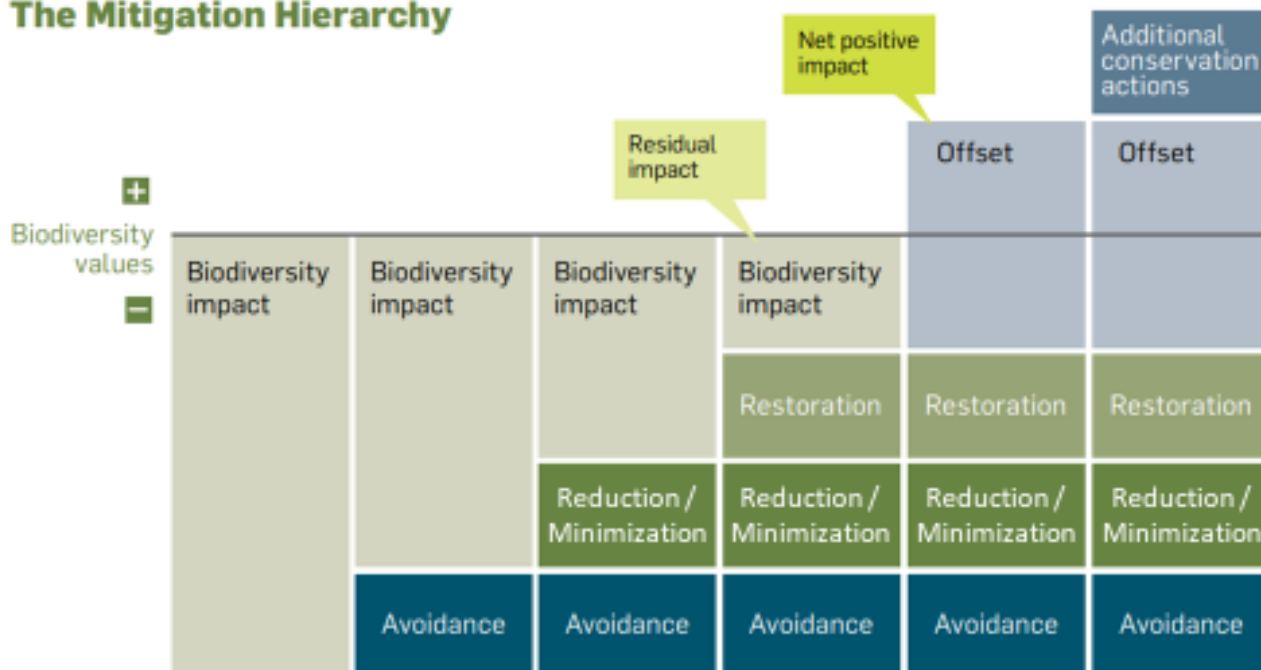 The Mitigation Hierarchy
Net positive
impact
Additional
conservation
actions
Residual
impact
Offset
Offset
+
Biodiversity
values
−
Biodiversity
impact
Biodiversity
impact
Biodiversity
impact
Biodiversity
impact
Restoration
Restoration
Restoration
Reduction /
Minimization
Reduction /
Minimization
Reduction /
Minimization
Reduction /
Minimization
Avoidance
Avoidance
Avoidance
Avoidance
Avoidance